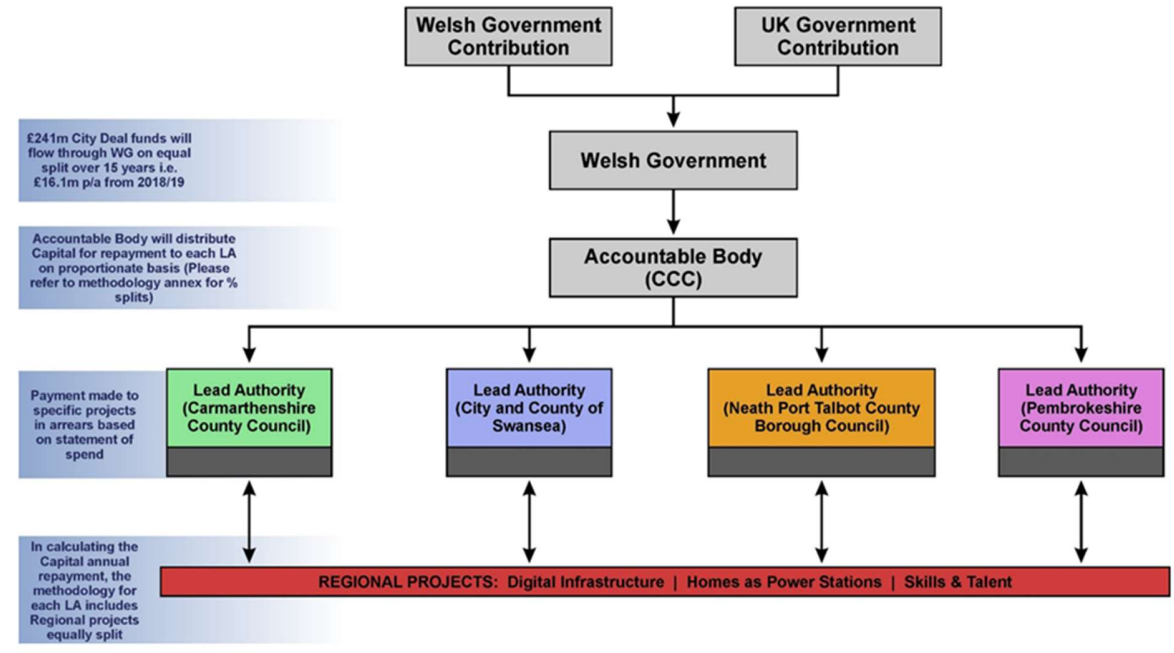 Welsh Government
Contribution
UK Government
Contribution
£241m City Deal funds will
flow through WG on equal
split over 15 years i.e.
£16.1m p/a from 2018/19
Welsh Government
Accountable Body will distribute
Capital for repayment to each LA
on proportionate basis (Please
refer to methodology annex for %
splits)
Accountable Body
(CCC)
Payment made to
specific projects
in arrears based
on statement of
spend
Lead Authority
(Carmarthenshire
County Council)
Lead Authority
(City and County of
Swansea)
Lead Authority
(Neath Port Talbot County
Borough Council)
Lead Authority
(Pembrokeshire
County Council)
In calculating the
Capital annual
repayment, the
methodology for
each LA includes
Regional projects
equally split
REGIONAL PROJECTS: Digital Infrastructure | Homes as Power Stations | Skills & Talent